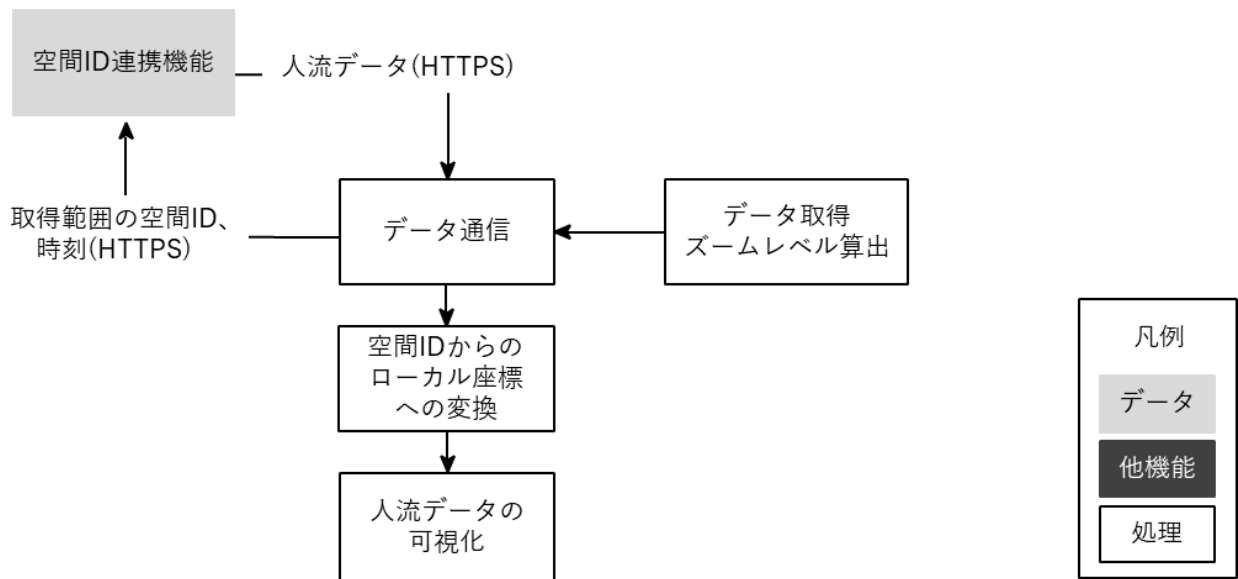 空間ID連携機能
人流データ(HTTPS)
取得範囲の空間ID、
時刻(HTTPS)
データ通信
データ取得
ズームレベル算出
空間IDからの
ローカル座標
への変換
人流データの
可視化
凡例
データ
他機能
処理